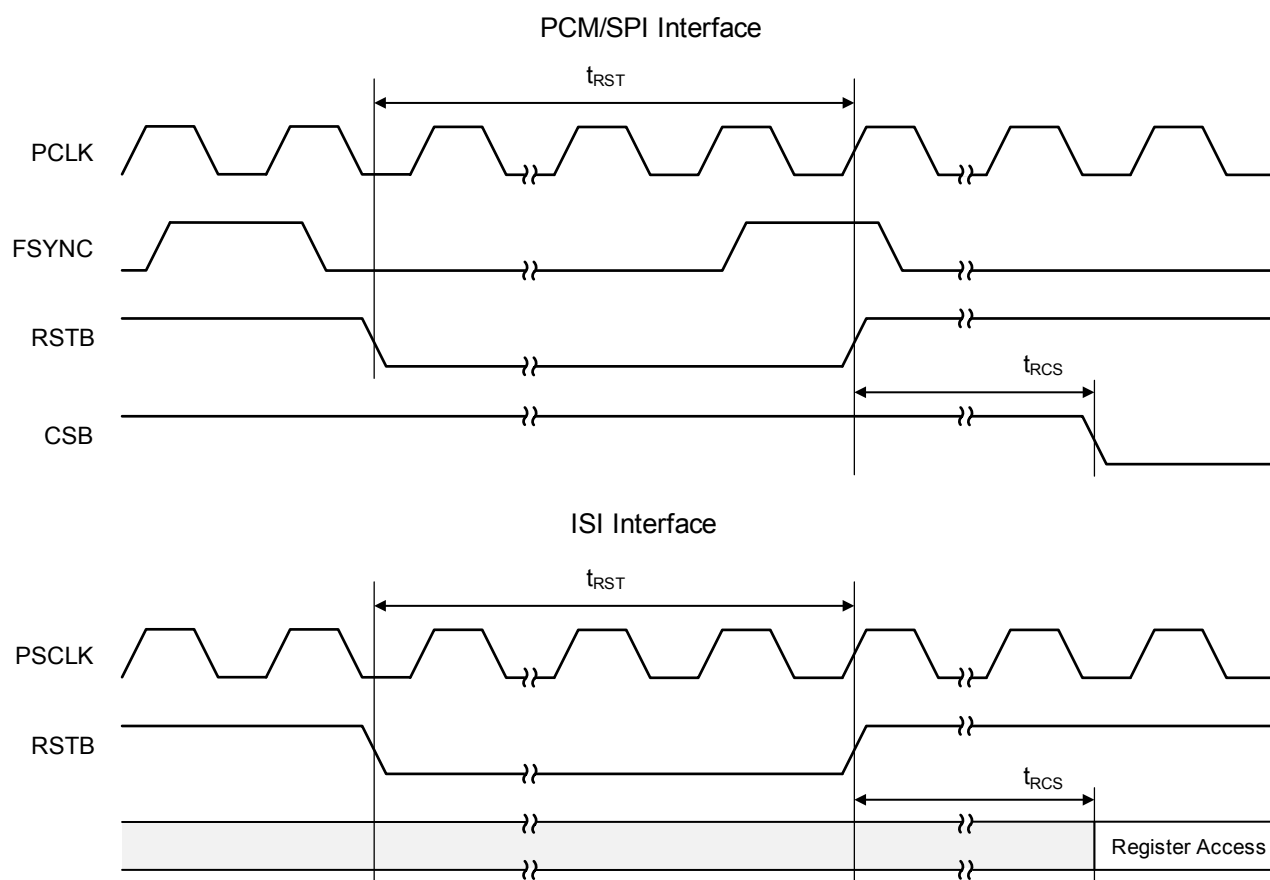 PCM/SPI Interface
tRST
PCLK
FSYNC
RSTB
tRCS
CSB
ISI Interface
tRST
PSCLK
RSTB
tRCS
Register Access